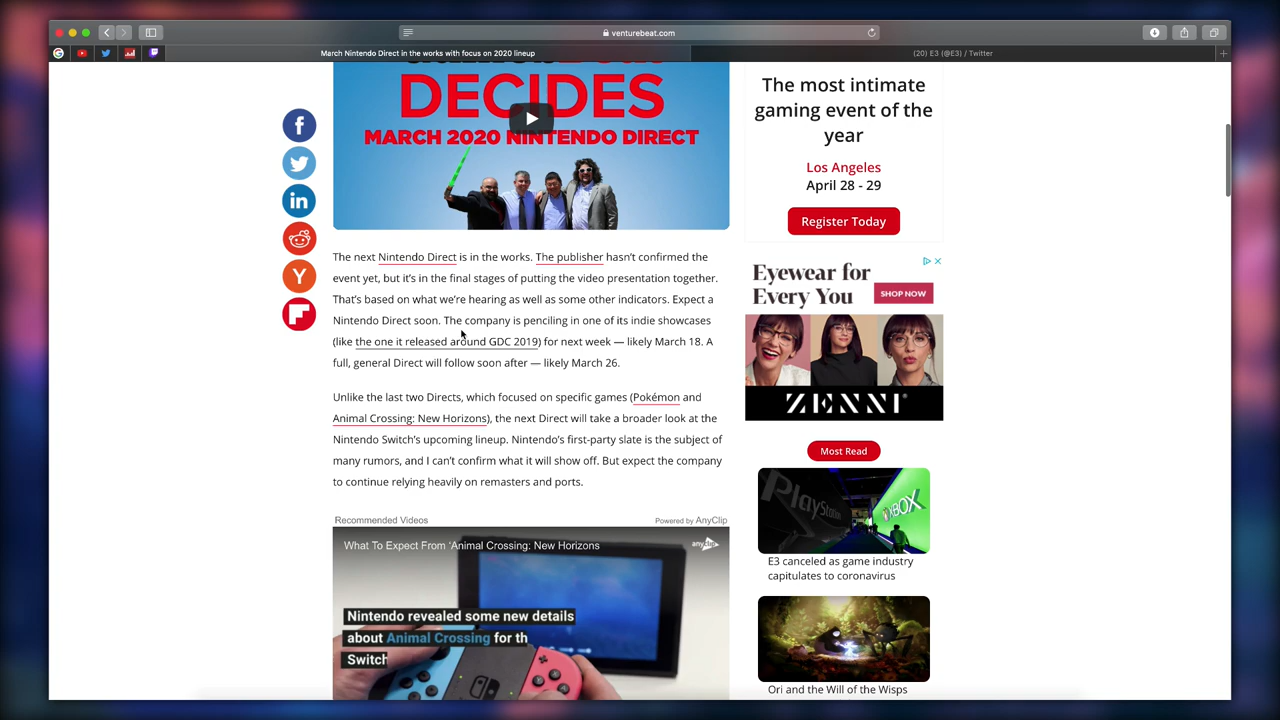 venturebeat.com
March Nintendo Direct in the works with focus on 2020 lineup
(20) E3 (@E3) / Twitter
DECIDES
MARCH 2020 NINTENDO DIRECT
The next Nintendo Direct is in the works. The publisher hasn't confirmed the
event yet, but it's in the final stages of putting the video presentation together.
That's based on what we're hearing as well as some other indicators. Expect a
Nintendo Direct soon. The company is penciling in one of its indie showcases
(like the one it released around GDC 2019) for next week — likely March 18. A
full, general Direct will follow soon after — likely March 26.
Unlike the last two Directs, which focused on specific games (Pokémon and
Animal Crossing: New Horizons), the next Direct will take a broader look at the
Nintendo Switch's upcoming lineup. Nintendo's first-party slate is the subject of
many rumors, and I can't confirm what it will show off. But expect the company
to continue relying heavily on remasters and ports.
Recommended Videos
Powered by AnyClip
What To Expect From 'Animal Crossing: New Horizons
anyclip
Nintendo revealed some new details
about Animal Crossing for th
Switch
The most intimate
gaming event of the
year
Los Angeles
April 28 - 29
Register Today
Eyewear for
Every You
SHOP NOW
ZENNI
Most Read
PlayStation
XBOX
E3 canceled as game industry
capitulates to coronavirus
Ori and the Will of the Wisps